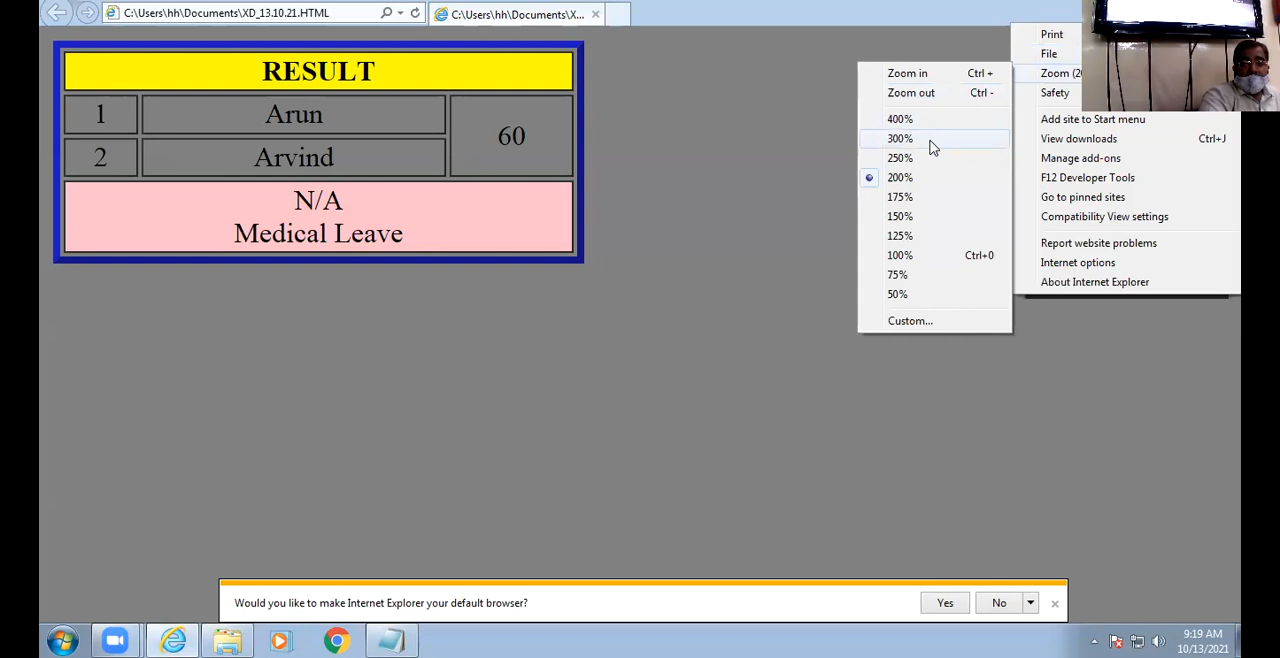 C:\Users\hh\Documents\XD_13.10.21.HTML
C:\Users\hh\Documents\X...
RESULT
1 Arun 60
2 Arvind
N/A
Medical Leave
Zoom in Ctrl +
Zoom out Ctrl -
400%
300%
250%
200%
175%
150%
125%
100% Ctrl+0
75%
50%
Custom...
Print
File
Zoom (20
Safety
Add site to Start menu
View downloads Ctrl+J
Manage add-ons
F12 Developer Tools
Go to pinned sites
Compatibility View settings
Report website problems
Internet options
About Internet Explorer
Would you like to make Internet Explorer your default browser?
Yes
No
9:19 AM
10/13/2021